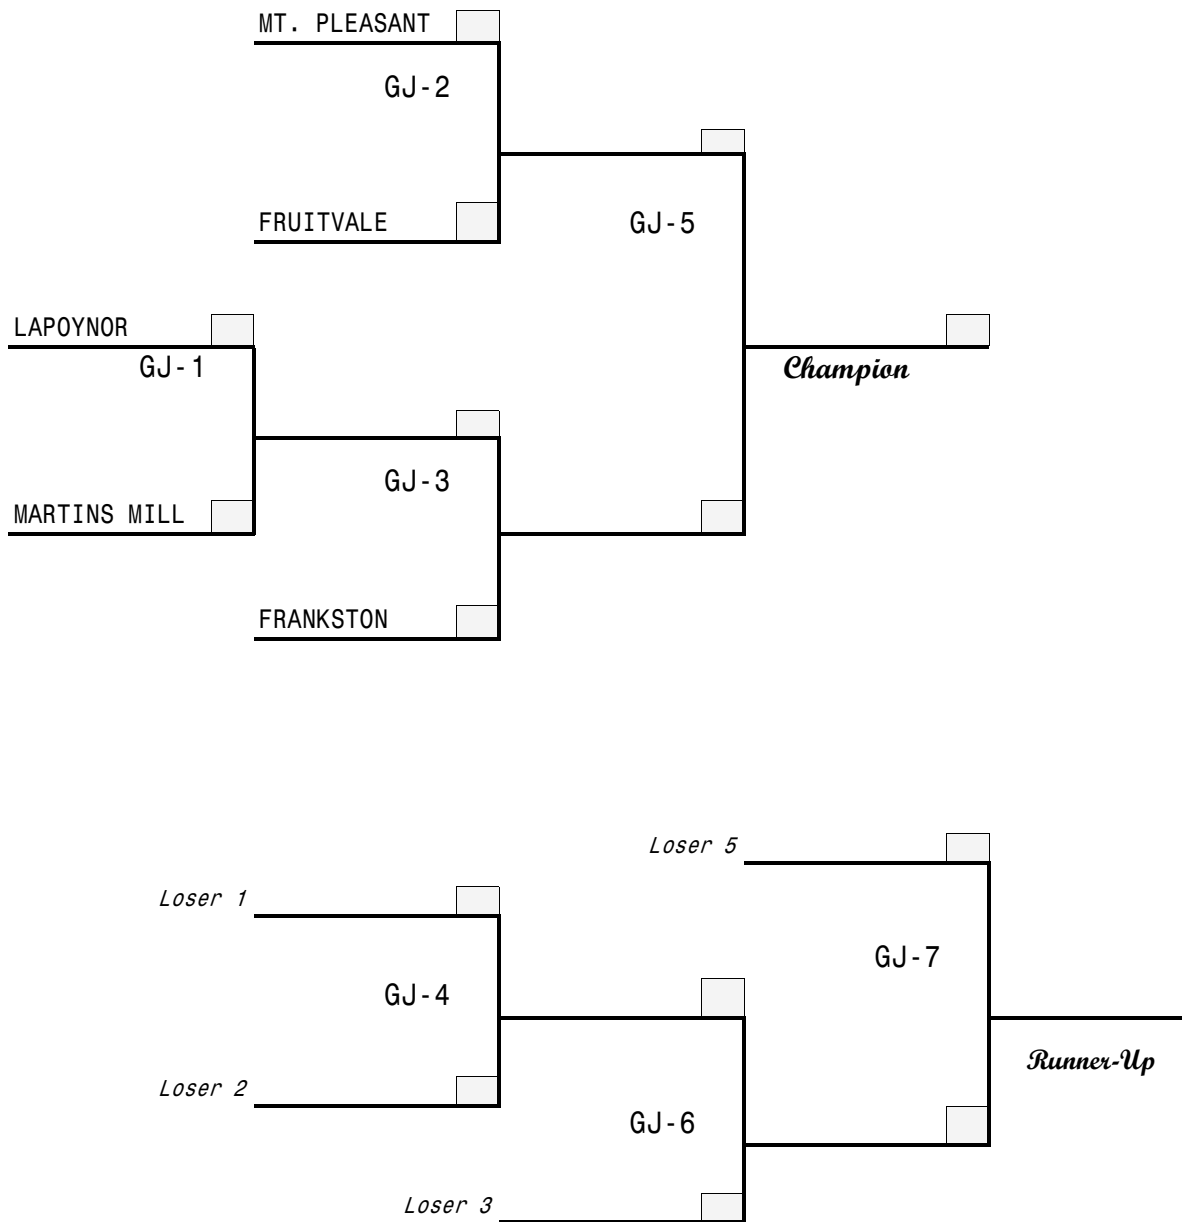 MT. PLEASANT
GJ-2
FRUITVALE
GJ-5
LAPOYNOR
GJ-1
Champion
GJ-3
MARTINS MILL
FRANKSTON
Loser 5
Loser 1
GJ-7
GJ-4
Runner-Up
Loser 2
GJ-6
Loser 3